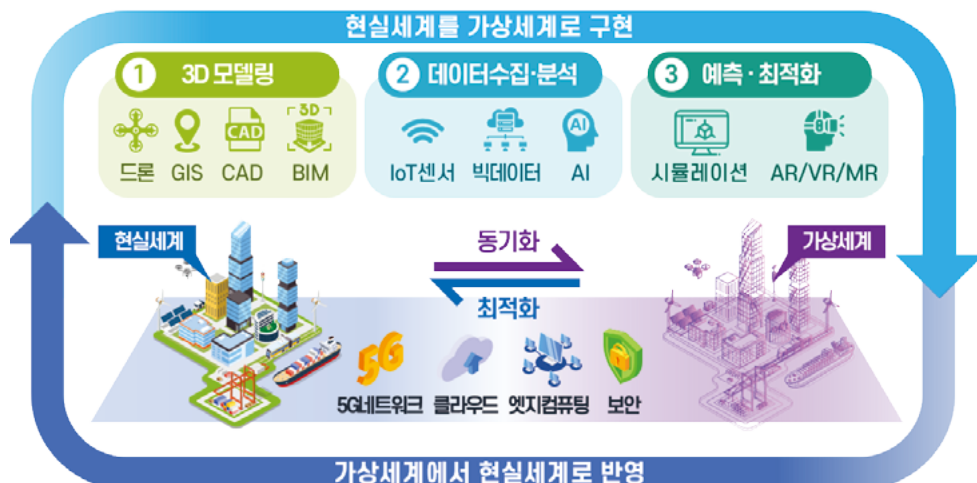 현실세계를 가상세계로 구현
1 3D 모델링
드론 GIS CAD BIM
CAD
3D
2 데이터수집·분석
IoT센서 빅데이터 AI
AI
3 예측·최적화
시뮬레이션 AR/VR/MR
현실세계
동기화
최적화
가상세계
5G
5G네트워크 클라우드 엣지컴퓨팅 보안
가상세계에서 현실세계로 반영